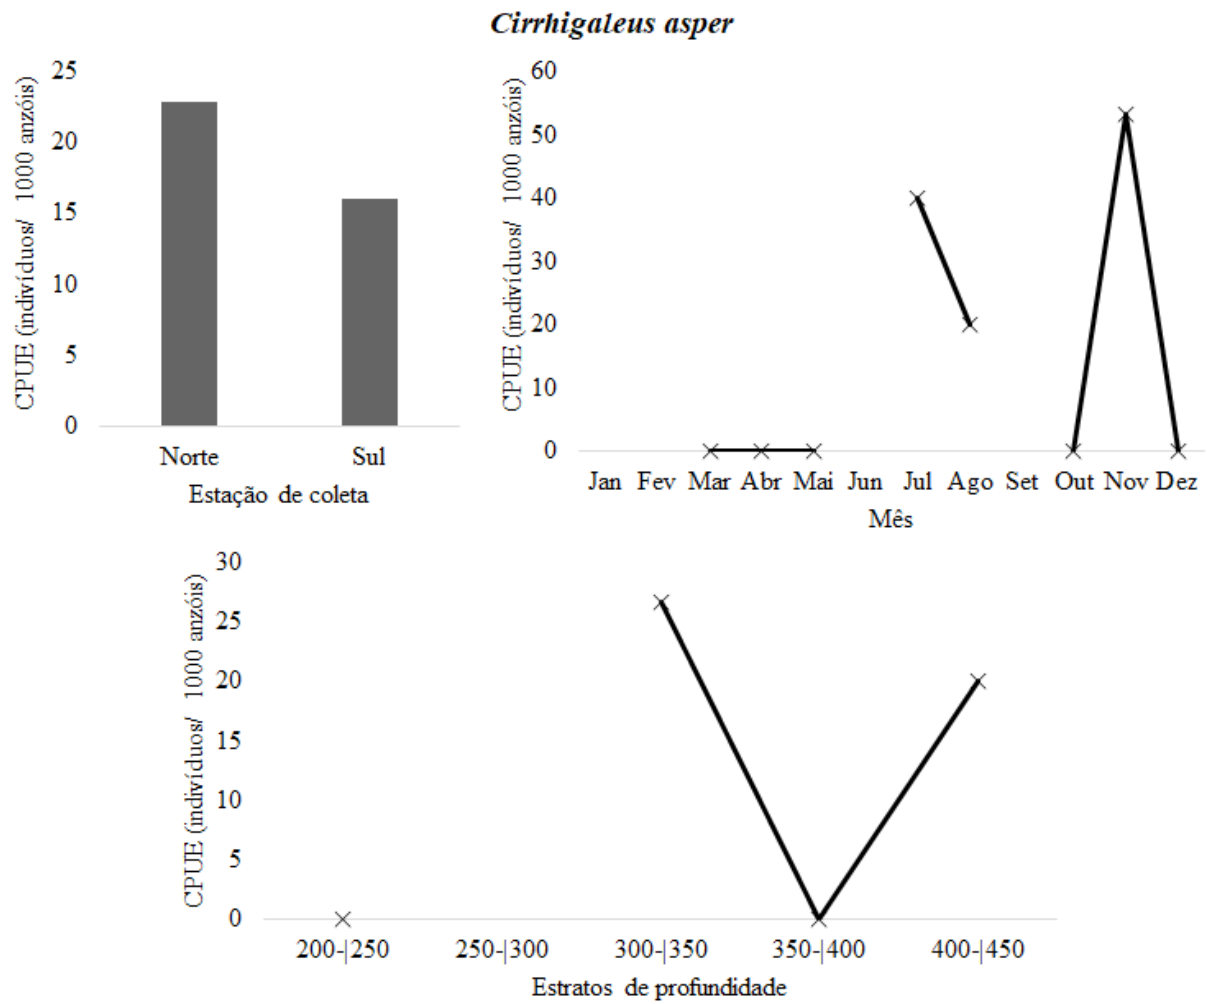 Cirrhigaleus asper
CPUE (indivíduos/ 1000 anzóis)
25
20
15
10
5
0
Norte Sul
Estação de coleta
CPUE (indivíduos/ 1000 anzóis)
60
50
40
30
20
10
0
Jan Fev Mar Abr Mai Jun Jul Ago Set Out Nov Dez
Mês
CPUE (indivíduos/ 1000 anzóis)
30
25
20
15
10
5
0
200-|250 250-|300 300-|350 350-|400 400-|450
Estratos de profundidade